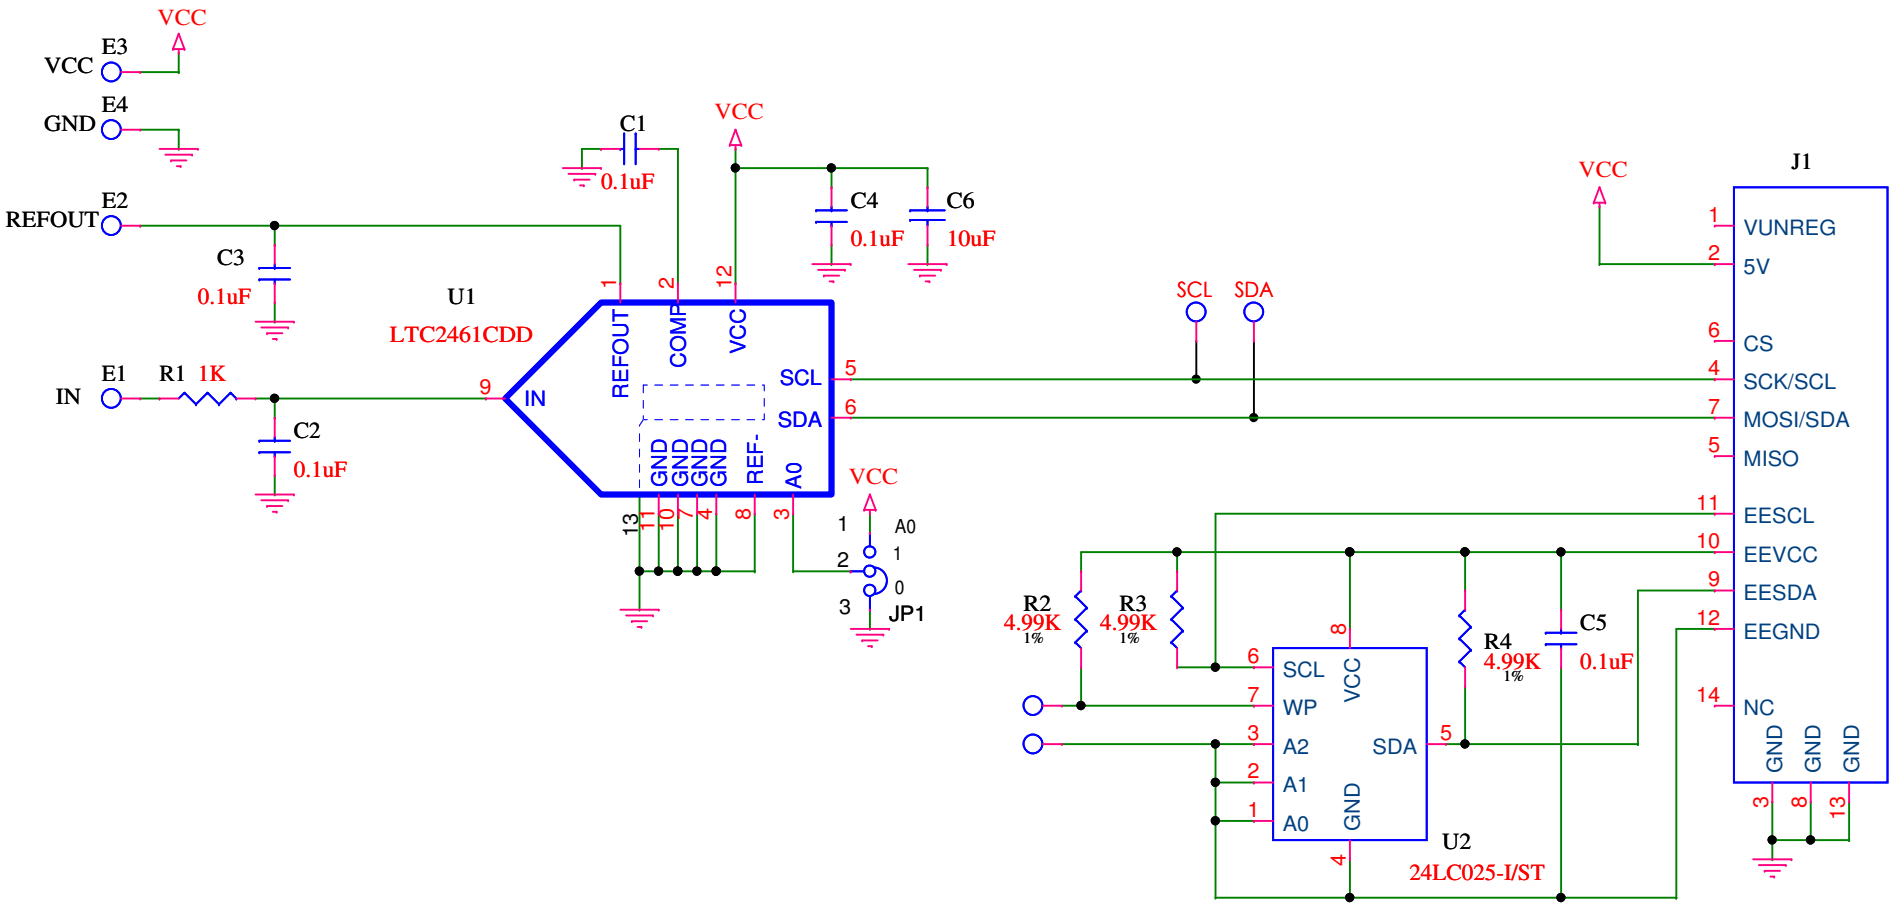 VCC
E3
VCC
E4
GND
E2
REFOUT
C3
0.1uF
E1
IN
R1 1K
C2
0.1uF
C1
0.1uF
VCC
C4
0.1uF
C6
10uF
U1
LTC2461CDD
1
2
12
REFOUT
COMP
VCC
9
IN
SCL
5
SDA
6
GND
GND
GND
GND
REF-
A0
13
11
10
7
4
8
3
VCC
1
A0
1
2
0
3
JP1
SCL
SDA
VCC
J1
1
VUNREG
2
5V
6
CS
4
SCK/SCL
7
MOSI/SDA
5
MISO
11
EESCL
10
EEVCC
9
EESDA
12
EEGND
14
NC
GND
GND
GND
3
8
13
R2
4.99K
1%
R3
4.99K
1%
R4
4.99K
1%
C5
0.1uF
8
VCC
6
SCL
7
WP
3
A2
2
A1
1
A0
SDA
5
GND
4
U2
24LC025-I/ST